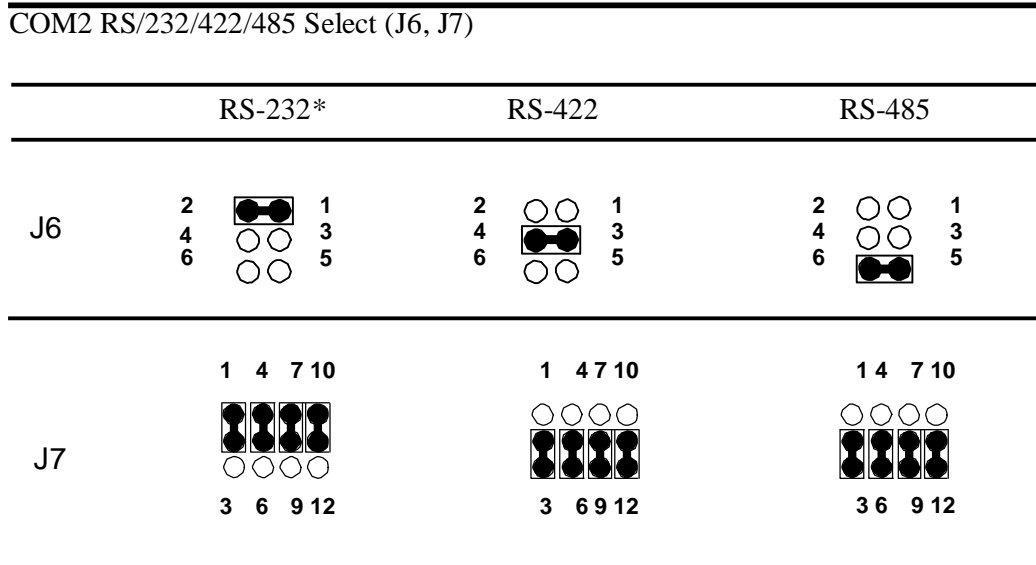 COM2 RS/232/422/485 Select (J6, J7)
RS-232* RS-422 RS-485
J6
2 1 2 1 2 1
4 3 4 3 4 3
6 5 6 5 6 5
1 4 7 10 1 4 7 10 1 4 7 10
J7
3 6 9 12 3 6 9 12 3 6 9 12